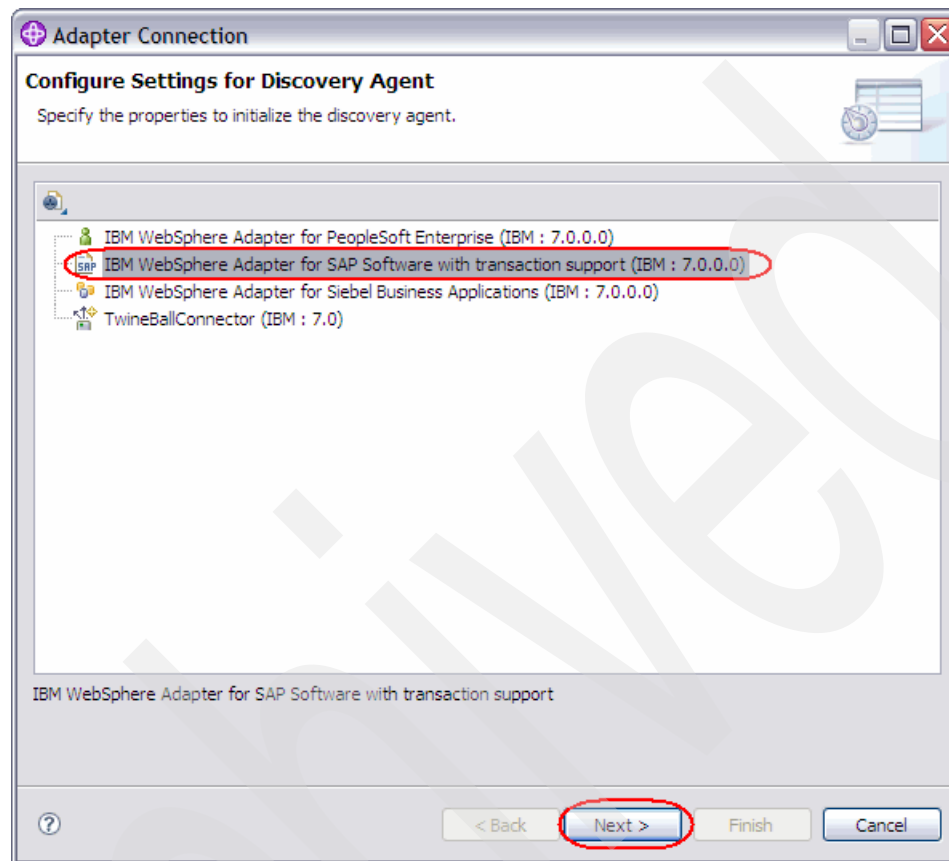 Adapter Connection
Configure Settings for Discovery Agent
Specify the properties to initialize the discovery agent.
IBM WebSphere Adapter for PeopleSoft Enterprise (IBM : 7.0.0.0)
SAP IBM WebSphere Adapter for SAP Software with transaction support (IBM : 7.0.0.0)
IBM WebSphere Adapter for Siebel Business Applications (IBM : 7.0.0.0)
TwineBallConnector (IBM : 7.0)
IBM WebSphere Adapter for SAP Software with transaction support
? < Back Next > Finish Cancel